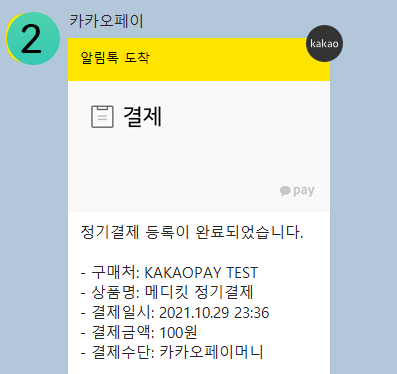 2
카카오페이
알림톡 도착
kakao
결제
pay
정기결제 등록이 완료되었습니다.
- 구매처: KAKAOPAY TEST
- 상품명: 메디킷 정기결제
- 결제일시: 2021.10.29 23:36
- 결제금액: 100원
- 결제수단: 카카오페이머니